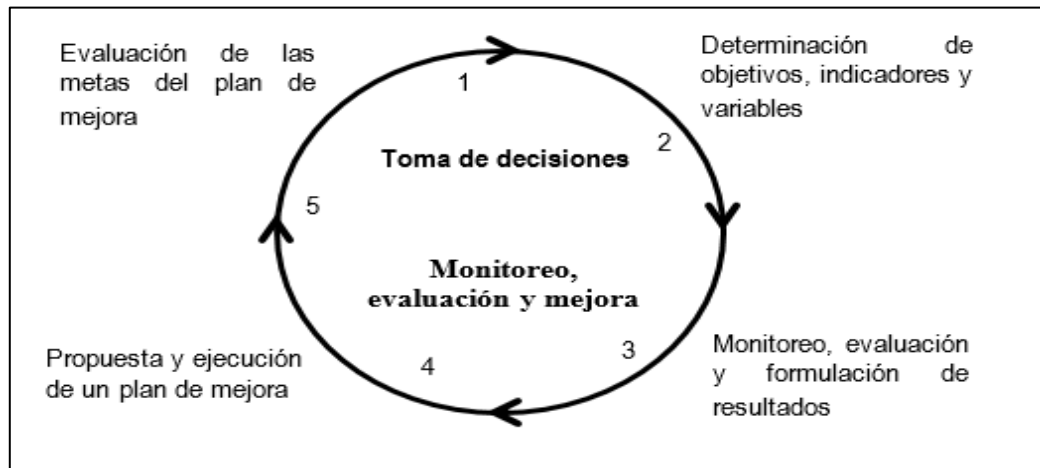 Evaluación de las
metas del plan de
mejora
1
Determinación de
objetivos, indicadores y
variables
2
Toma de decisiones
5
Monitoreo,
evaluación y mejora
Propuesta y ejecución
de un plan de mejora
4
3
Monitoreo, evaluación
y formulación de
resultados